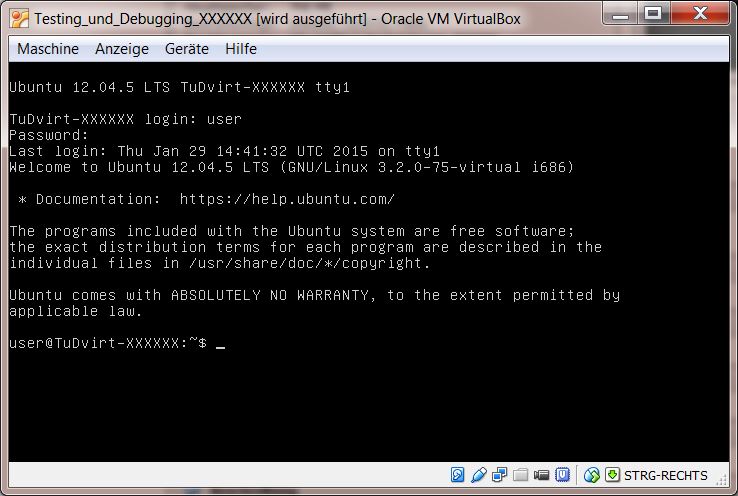 Testing_und_Debugging_XXXXXX [wird ausgeführt] - Oracle VM VirtualBox
Maschine Anzeige Geräte Hilfe
Ubuntu 12.04.5 LTS TuDvirt-XXXXXX tty1
TuDvirt-XXXXXX login: user
Password:
Last login: Thu Jan 29 14:41:32 UTC 2015 on tty1
Welcome to Ubuntu 12.04.5 LTS (GNU/Linux 3.2.0-75-virtual i686)
* Documentation:  https://help.ubuntu.com/
The programs included with the Ubuntu system are free software;
the exact distribution terms for each program are described in the
individual files in /usr/share/doc/*/copyright.
Ubuntu comes with ABSOLUTELY NO WARRANTY, to the extent permitted by
applicable law.
user@TuDvirt-XXXXXX:~$ _
STRG-RECHTS